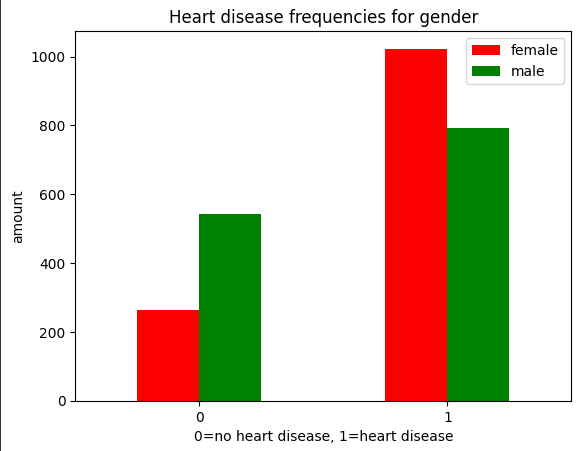 Heart disease frequencies for gender
female
male
1000
800
600
400
200
0
amount
0
1
0=no heart disease, 1=heart disease